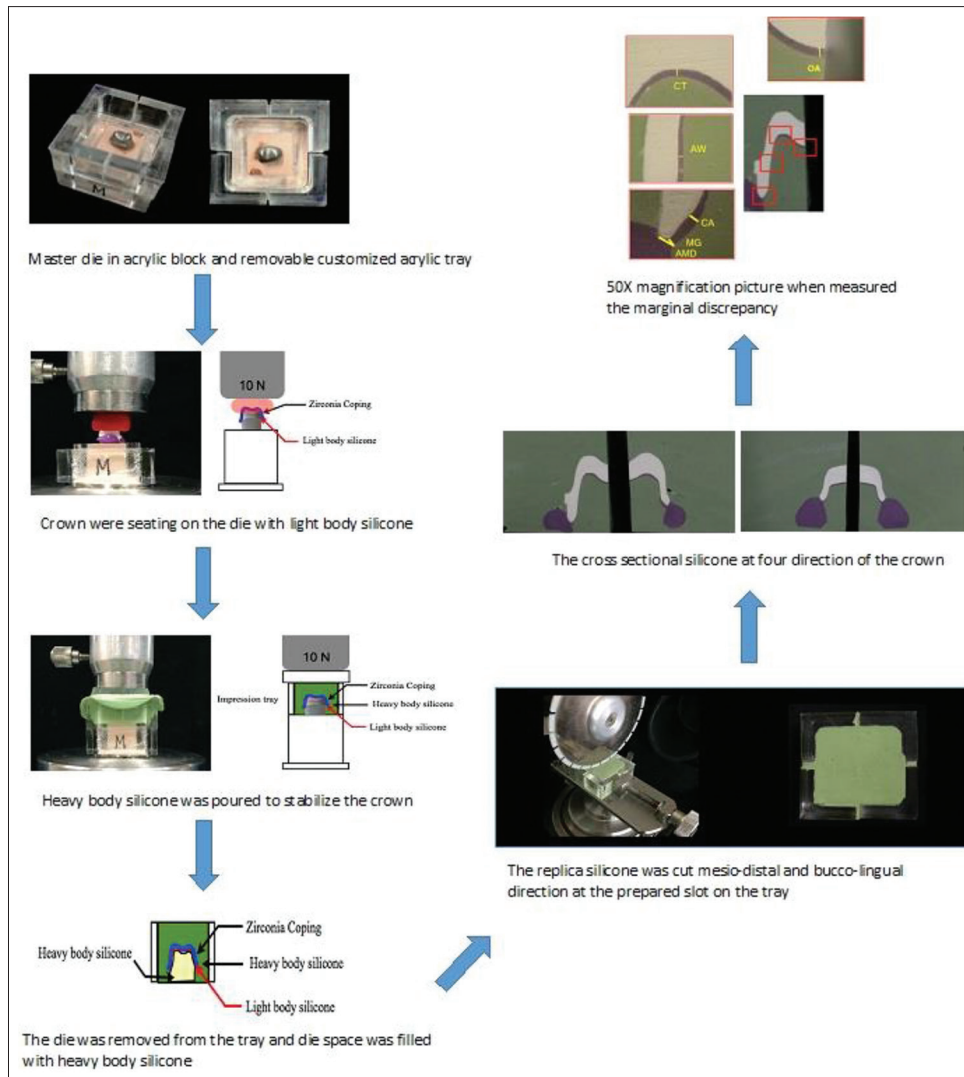 M
Master die in acrylic block and removable customized acrylic tray
M
10 N
Zirconia Coping
Light body silicone
Crown were seating on the die with light body silicone
M
10 N
Impression tray
Zirconia Coping
Heavy body silicone
Light body silicone
Heavy body silicone was poured to stabilize the crown
Zirconia Coping
Heavy body silicone
Heavy body silicone
Light body silicone
The die was removed from the tray and die space was filled
with heavy body silicone
The replica silicone was cut mesio-distal and bucco-lingual
direction at the prepared slot on the tray
The cross sectional silicone at four direction of the crown
CT
OA
AW
CA
MG
AMD
50X magnification picture when measured
the marginal discrepancy